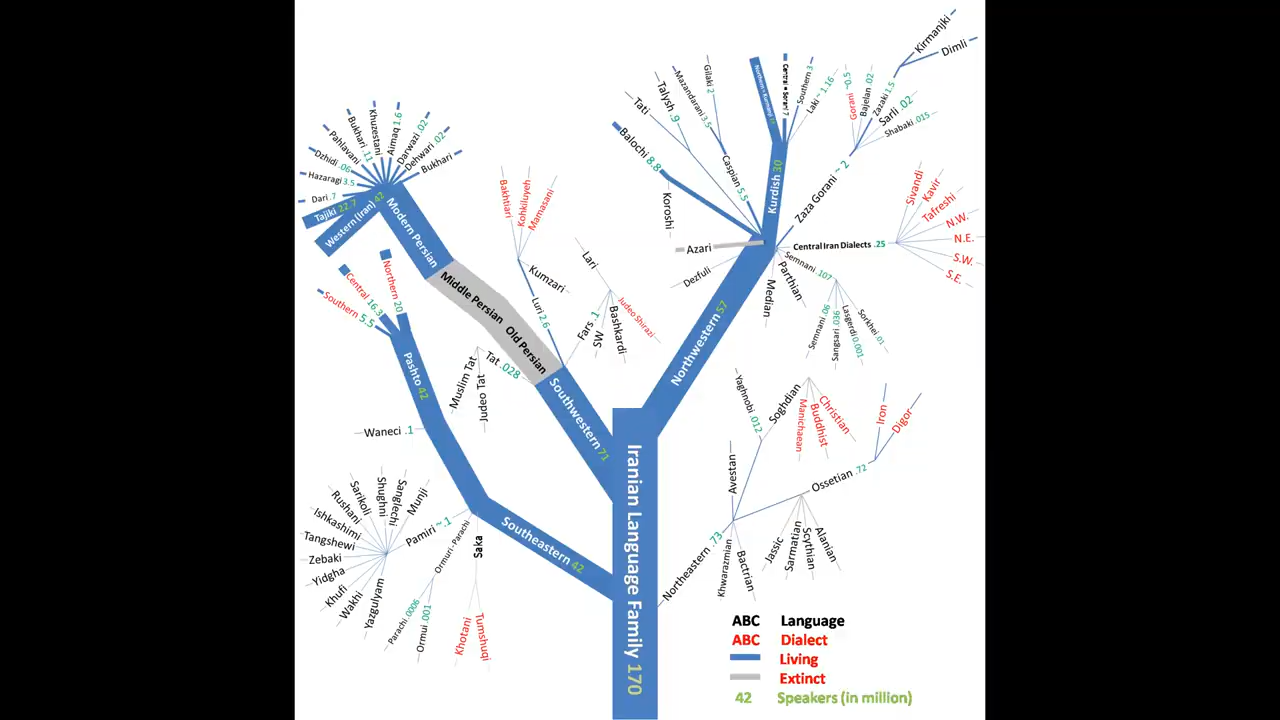 Kirmanjki
Dimli
Zazaki 1.5
Bajelan .02
Gorani ~0.5
Sarli .02
Shabaki .015
Zaza Gorani ~ 2
Laki ~ 1.16
Southern 3
Central = Sorani 7
Northern = Kurmanji
Kurdish 30
Gilaki 2
Mazandarani 3.5
Caspian 5.5
Talysh .9
Tati
Balochi 8.8
Koroshi
Azari
Dezfuli
Central Iran Dialects .25
Sivandi
Kavir
Tafreshi
N.W.
N.E.
S.W.
S.E.
Semnani .107
Semnani .06
Sangsari .036
Lasgerdi 0.001
Sorkhei .01
Parthian
Median
Northwestern 57
Bukhari
Dehwari .02
Darwazi .02
Aimaq 1.6
Khuzestani
Bukhari .11
Pahlavani
Dzhidi .06
Hazaragi 3.5
Dari .7
Tajiki 22.7
Western (Iran) 42
Modern Persian
Middle Persian
Old Persian
Bakhtiari
Kohkiluyeh
Mamasani
Kumzari
Luri 2.6
Lari
Fars .1
SW
Bashkardi
Judeo Shirazi
Tat .028
Muslim Tat
Judeo Tat
Southwestern 71
Northern 20
Central 16.3
Southern 5.5
Pashto 42
Waneci .1
Pamiri ~.1
Munji
Sanglechi
Shughni
Sarikoli
Rushani
Ishkashimi
Tangshewi
Zebaki
Yidgha
Khufi
Wakhi
Yazgulyam
Ormuri-Parachi
Parachi .0006
Ormui .001
Saka
Khotani
Tumshuqi
Southeastern 42
Yaghnobi .012
Soghdian
Manichaean
Buddhist
Christian
Iron
Digor
Ossetian .72
Avestan
Jassic
Sarmatian
Scythian
Alanian
Northeastern .73
Khwarazmian
Bactrian
Iranian Language Family 170
ABC Language
ABC Dialect
Living
Extinct
42 Speakers (in million)